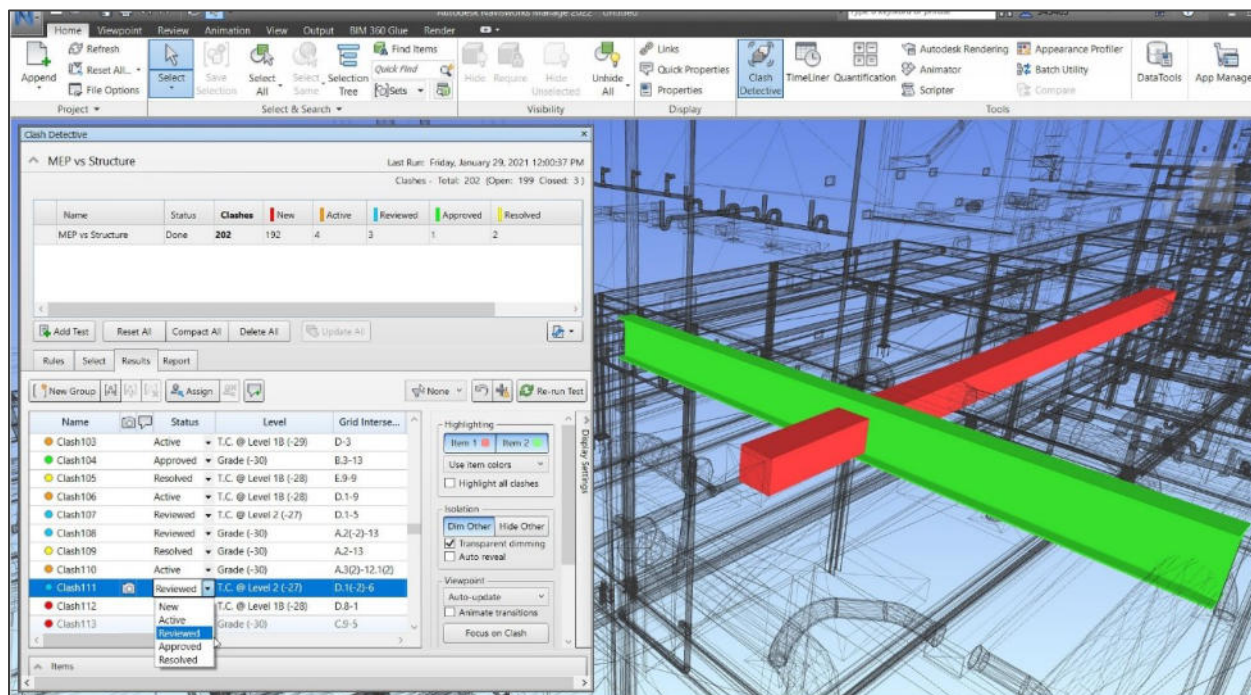 Autodesk Navisworks Manage 2022 Untitled
Home Viewpoint Review Animation View Output BIM 360 Glue Render
Append
Refresh
Reset All...
File Options
Project
Select
Save Selection
Select All
Select Same
Selection Tree
Find Items
Quick Find
Sets
Select & Search
Hide
Require
Hide Unselected
Unhide All
Visibility
Links
Quick Properties
Properties
Display
Clash Detective
TimeLiner
Quantification
Autodesk Rendering
Animator
Scripter
Appearance Profiler
Batch Utility
Compare
Tools
DataTools
App Manage
Clash Detective
MEP vs Structure
Last Run: Friday, January 29, 2021 12:00:37 PM
Clashes - Total: 202 (Open: 199 Closed: 3)
Name Status Clashes New Active Reviewed Approved Resolved
MEP vs Structure Done 202 192 4 3 1 2
Add Test Reset All Compact All Delete All Update All
Rules Select Results Report
New Group Assign None Re-run Test
Name Status Level Grid Interse...
Clash103 Active T.C. @ Level 1B (-29) D-3
Clash104 Approved Grade (-30) B.3-13
Clash105 Resolved T.C. @ Level 1B (-28) E.9-9
Clash106 Active T.C. @ Level 1B (-28) D.1-9
Clash107 Reviewed T.C. @ Level 2 (-27) D.1-5
Clash108 Reviewed Grade (-30) A.2(-2)-13
Clash109 Resolved Grade (-30) A.2-13
Clash110 Active Grade (-30) A.3(2)-12.1(2)
Clash111 Reviewed T.C. @ Level 2 (-27) D.1(-2)-6
Clash112 T.C. @ Level 1B (-28) D.8-1
Clash113 Grade (-30) C.9-5
New
Active
Reviewed
Approved
Resolved
Items
Highlighting
Item 1 Item 2
Use item colors
Highlight all clashes
Isolation
Dim Other Hide Other
Transparent dimming
Auto reveal
Viewpoint
Auto-update
Animate transitions
Focus on Clash
Display Settings